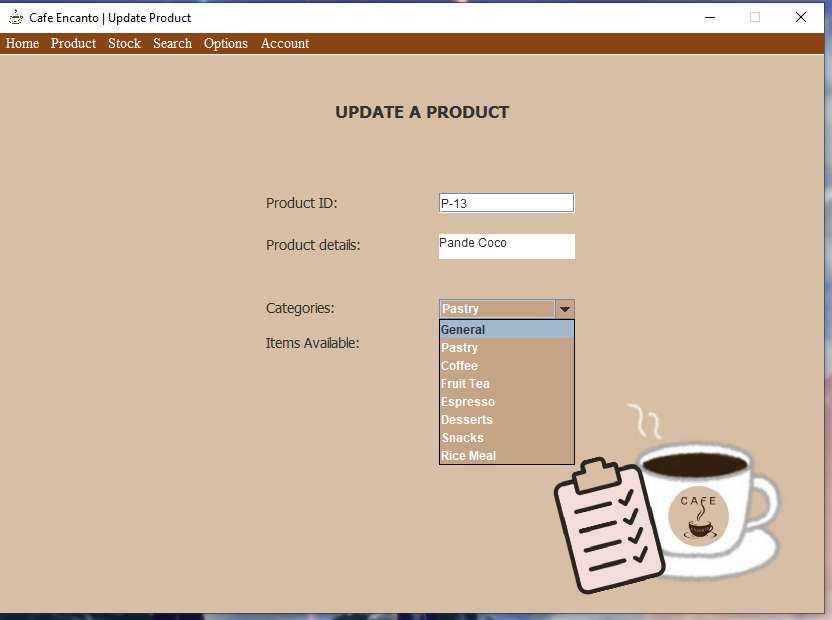 Cafe Encanto | Update Product
Home Product Stock Search Options Account
UPDATE A PRODUCT
Product ID: P-13
Product details: Pande Coco
Categories: Pastry
General
Items Available:
Pastry
Coffee
Fruit Tea
Espresso
Desserts
Snacks
Rice Meal
CAFE